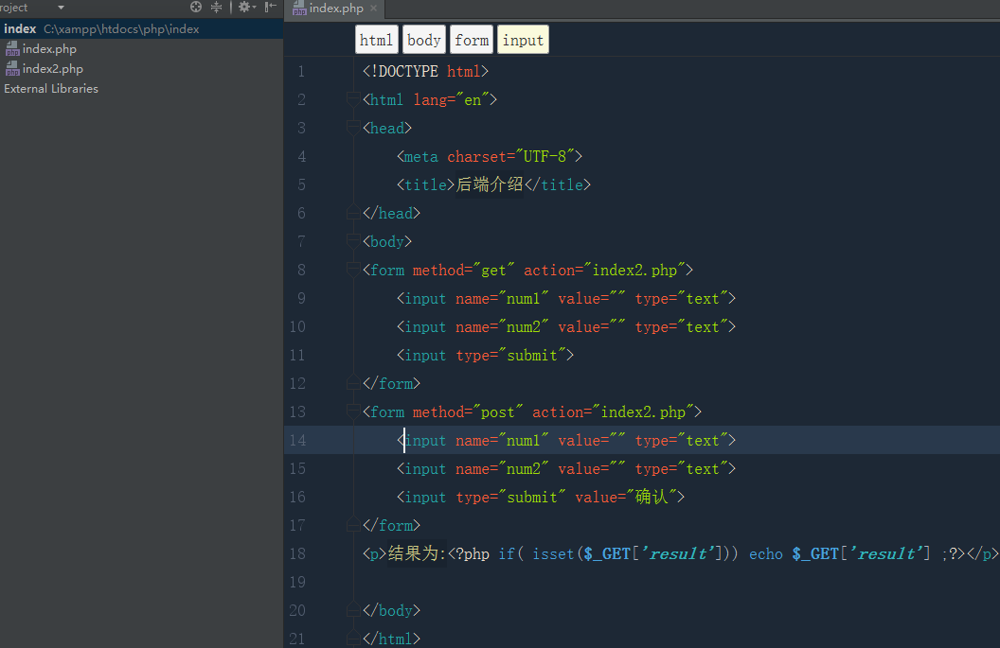 roject
index.php
index C:\xampp\htdocs\php\index
index.php
index2.php
External Libraries
html body form input
1 <!DOCTYPE html>
2 <html lang="en">
3 <head>
4 <meta charset="UTF-8">
5 <title>后端介绍</title>
6 </head>
7 <body>
8 <form method="get" action="index2.php">
9 <input name="num1" value="" type="text">
10 <input name="num2" value="" type="text">
11 <input type="submit">
12 </form>
13 <form method="post" action="index2.php">
14 <input name="num1" value="" type="text">
15 <input name="num2" value="" type="text">
16 <input type="submit" value="确认">
17 </form>
18 <p>结果为:<?php if( isset($_GET['result'])) echo $_GET['result'] ;?></p>
19
20 </body>
21 </html>